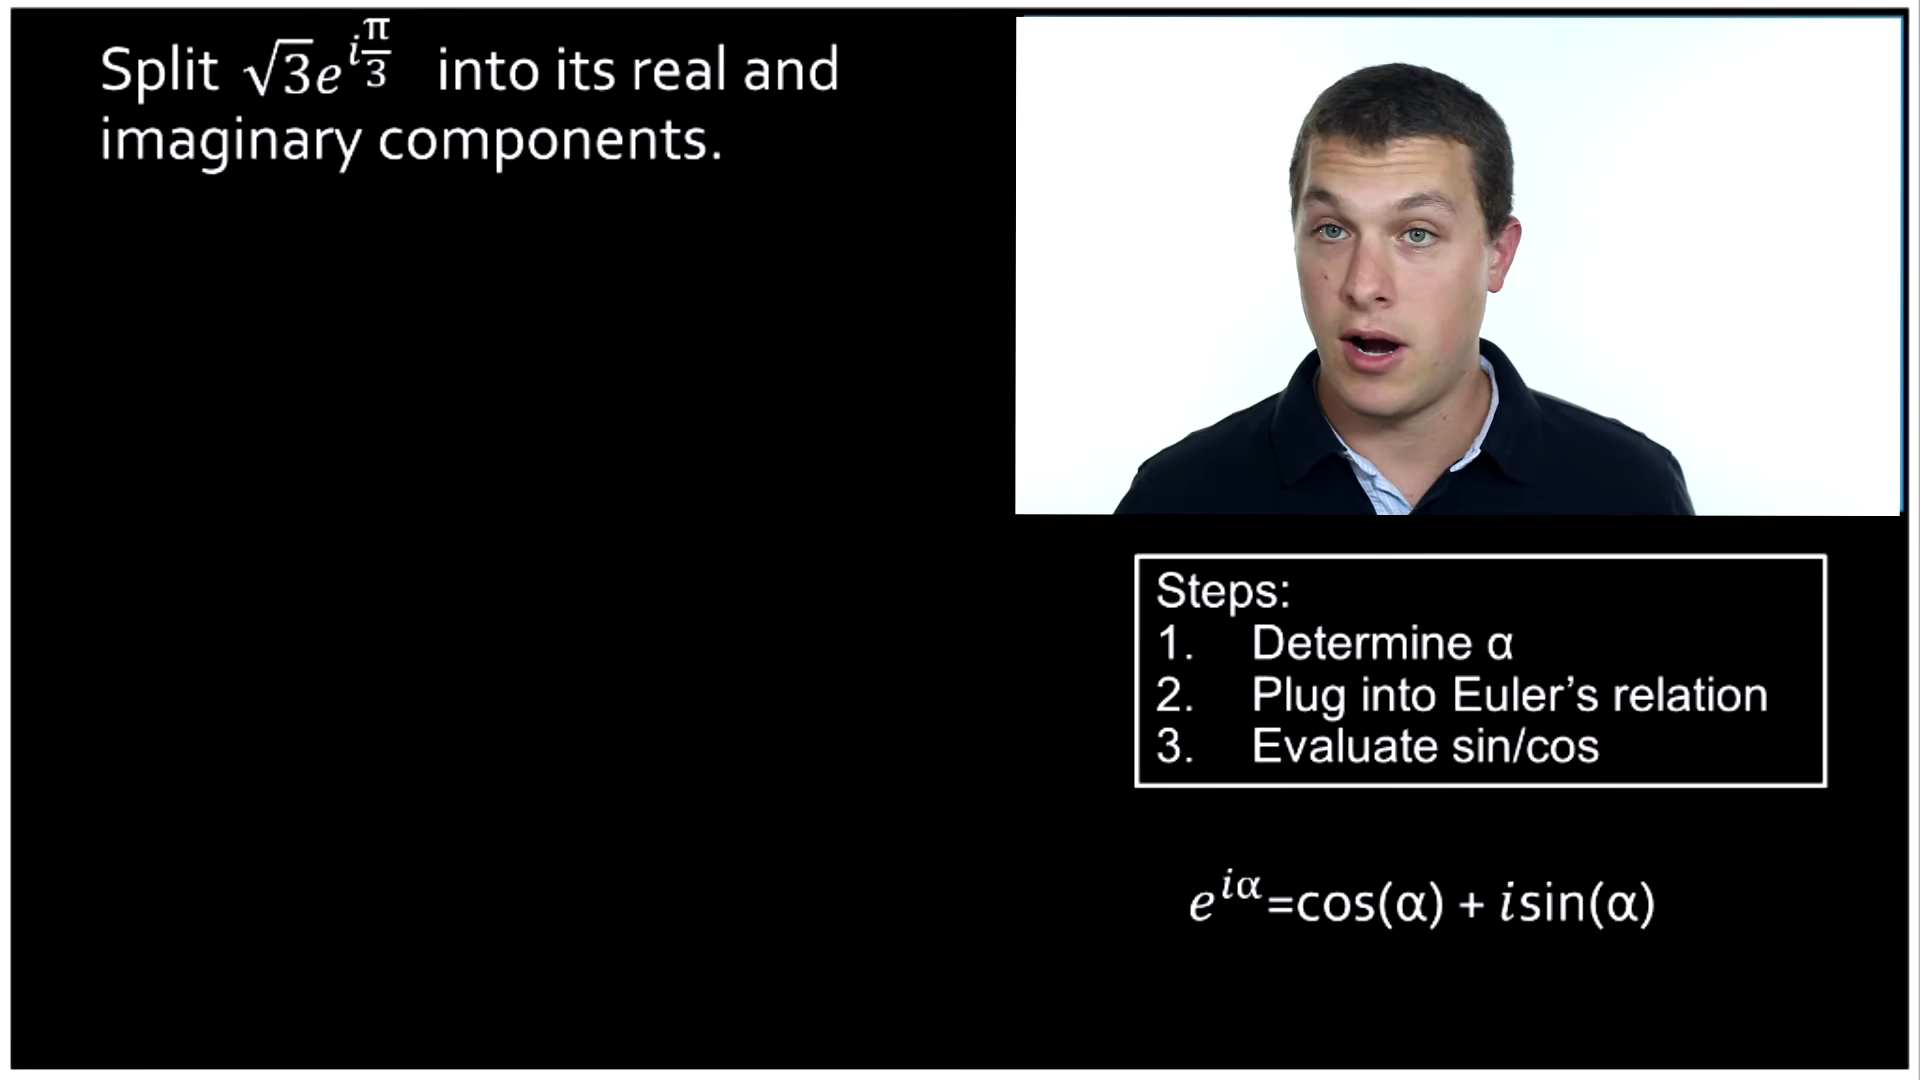 Split √3e^{iπ/3} into its real and
imaginary components.
Steps:
1. Determine α
2. Plug into Euler’s relation
3. Evaluate sin/cos
e^{iα}=cos(α) + isin(α)